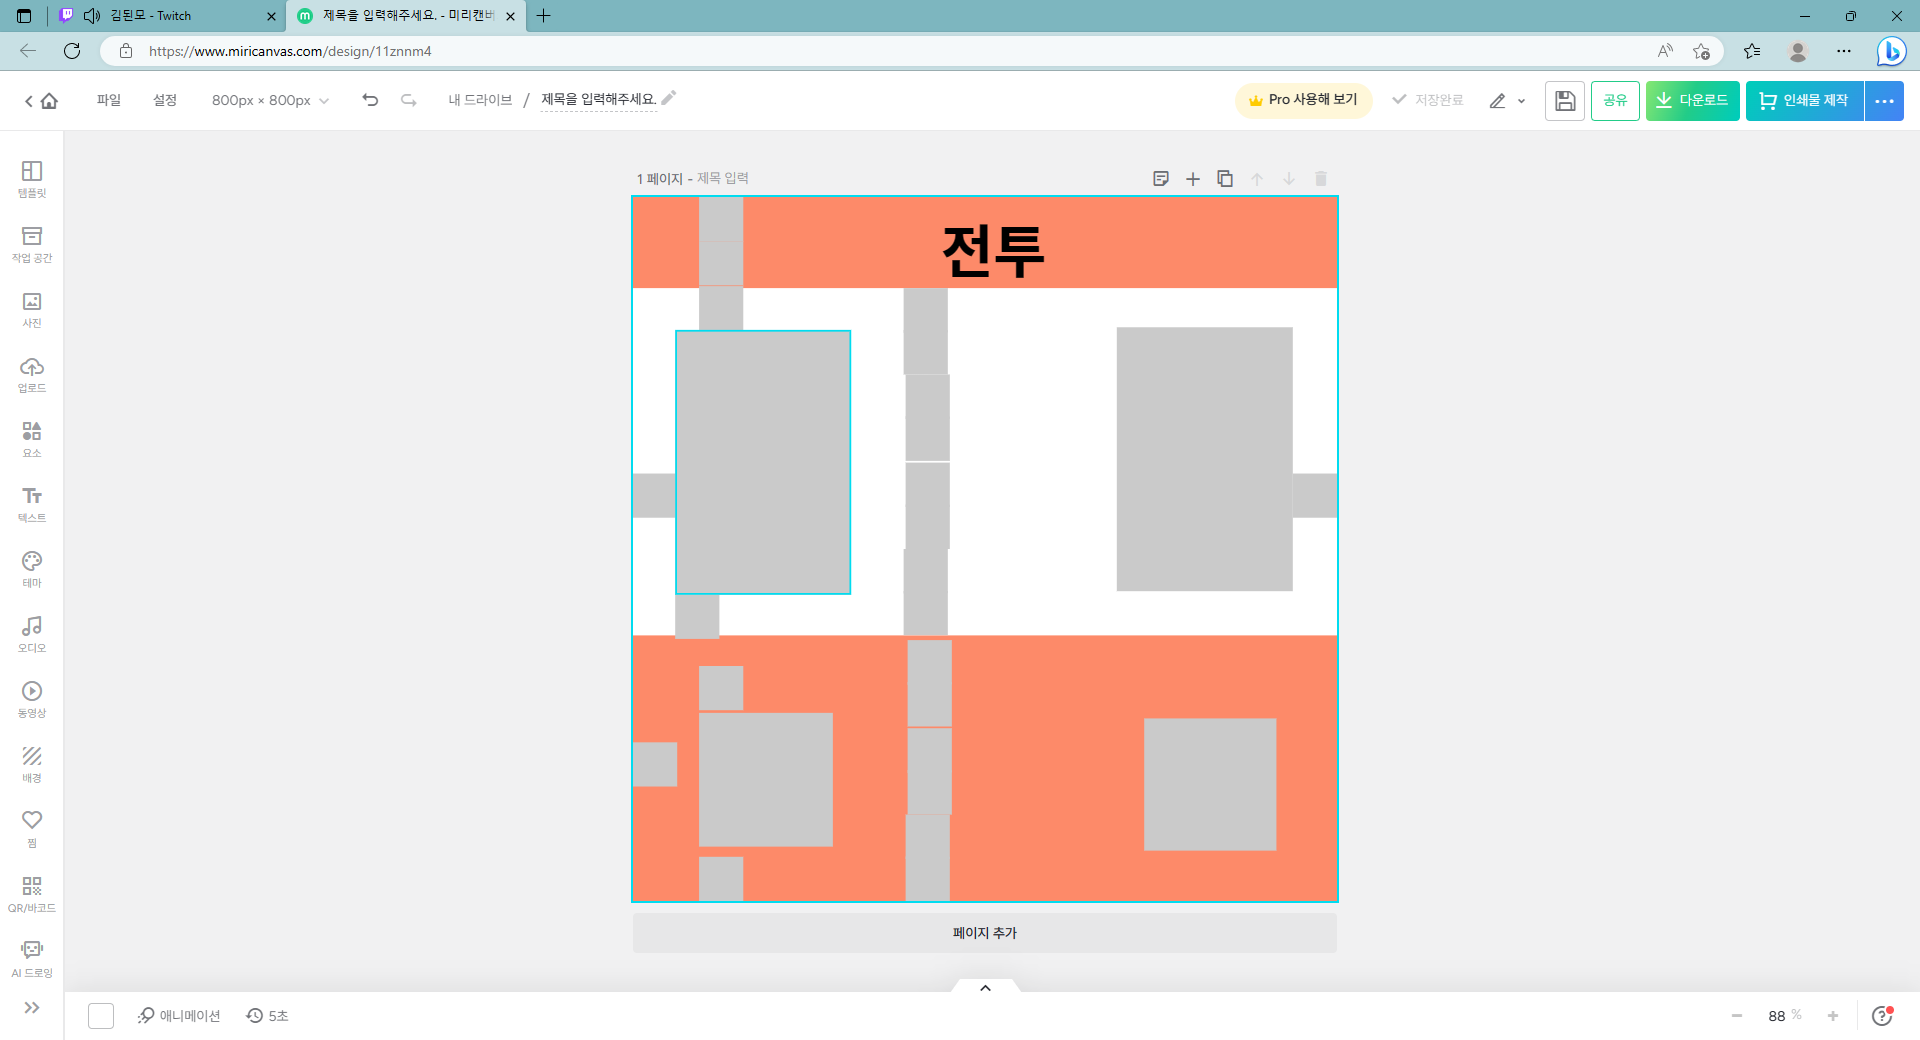 김된모 - Twitch
제목을 입력해주세요. - 미리캔버
https://www.miricanvas.com/design/11znnm4
파일
설정
800px × 800px
내 드라이브 / 제목을 입력해주세요.
Pro 사용해 보기
저장완료
공유
다운로드
인쇄물 제작
템플릿
작업 공간
사진
업로드
요소
텍스트
테마
오디오
동영상
배경
찜
QR/바코드
AI 드로잉
1 페이지 - 제목 입력
전투
페이지 추가
애니메이션
5초
88 %